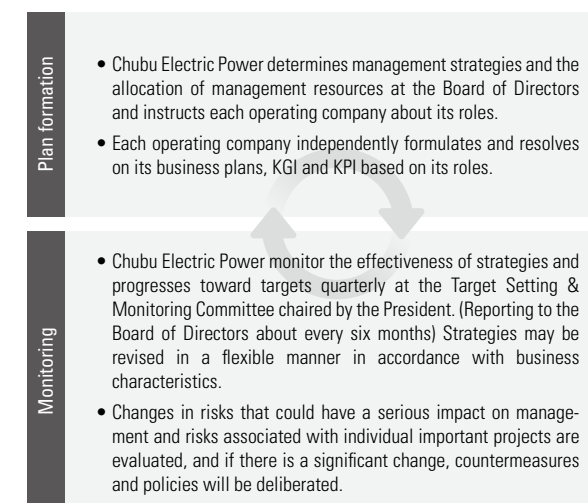 Plan formation
• Chubu Electric Power determines management strategies and the
allocation of management resources at the Board of Directors
and instructs each operating company about its roles.
• Each operating company independently formulates and resolves
on its business plans, KGI and KPI based on its roles.
Monitoring
• Chubu Electric Power monitor the effectiveness of strategies and
progresses toward targets quarterly at the Target Setting &
Monitoring Committee chaired by the President. (Reporting to the
Board of Directors about every six months) Strategies may be
revised in a flexible manner in accordance with business
characteristics.
• Changes in risks that could have a serious impact on manage-
ment and risks associated with individual important projects are
evaluated, and if there is a significant change, countermeasures
and policies will be deliberated.